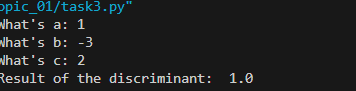 opic_01/task3.py"
What's a: 1
What's b: -3
What's c: 2
Result of the discriminant:  1.0